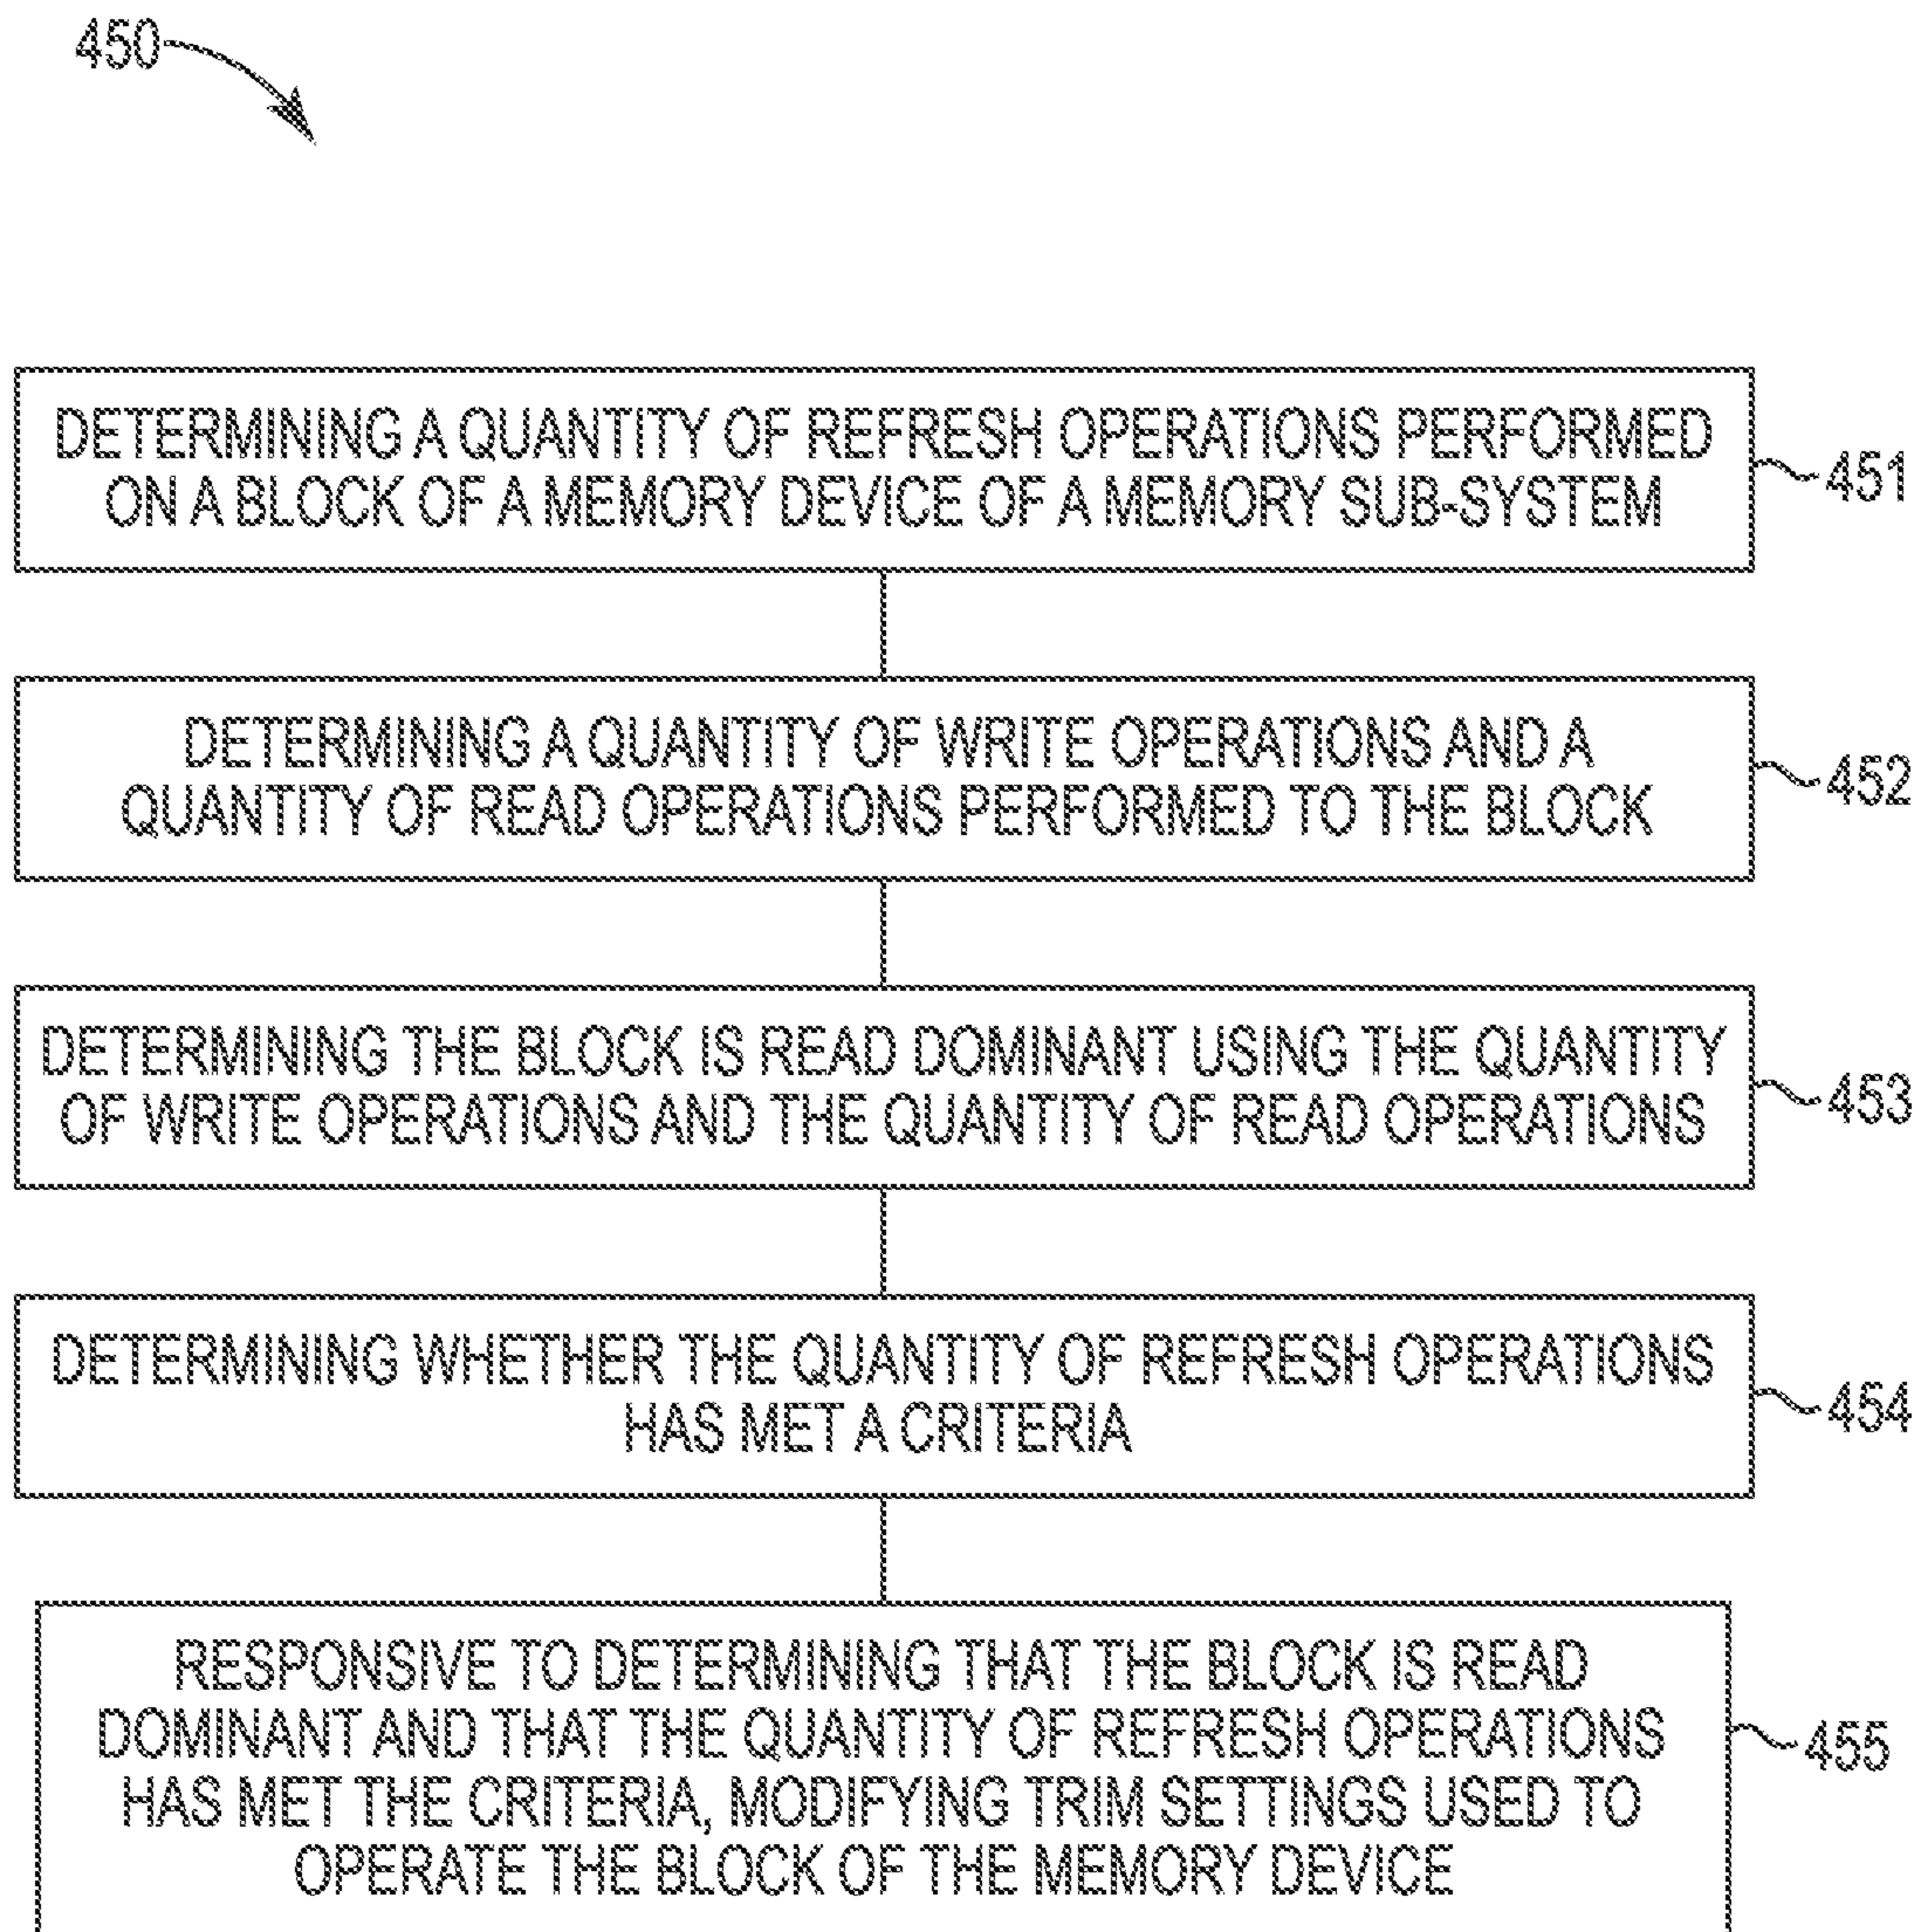 450
DETERMINING A QUANTITY OF REFRESH OPERATIONS PERFORMED
ON A BLOCK OF A MEMORY DEVICE OF A MEMORY SUB-SYSTEM
451
DETERMINING A QUANTITY OF WRITE OPERATIONS AND A
QUANTITY OF READ OPERATIONS PERFORMED TO THE BLOCK
452
DETERMINING THE BLOCK IS READ DOMINANT USING THE QUANTITY
OF WRITE OPERATIONS AND THE QUANTITY OF READ OPERATIONS
453
DETERMINING WHETHER THE QUANTITY OF REFRESH OPERATIONS
HAS MET A CRITERIA
454
RESPONSIVE TO DETERMINING THAT THE BLOCK IS READ
DOMINANT AND THAT THE QUANTITY OF REFRESH OPERATIONS
HAS MET THE CRITERIA, MODIFYING TRIM SETTINGS USED TO
OPERATE THE BLOCK OF THE MEMORY DEVICE
455